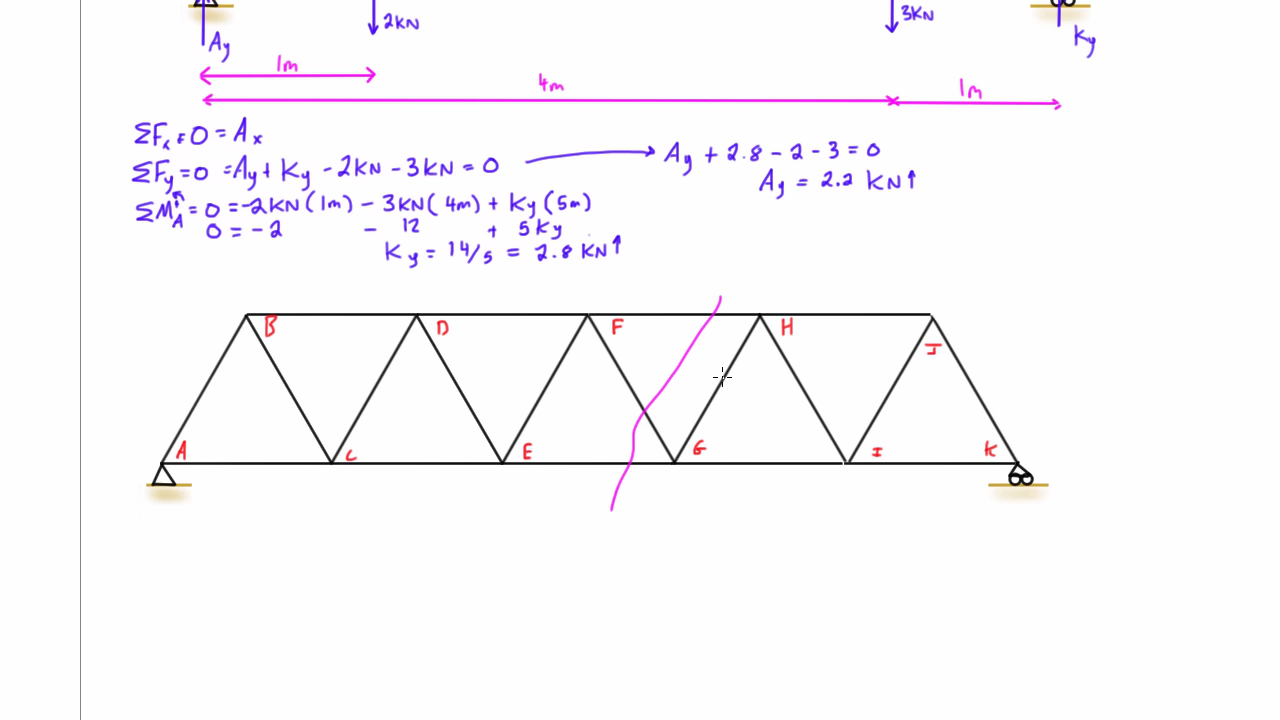 2KN
3KN
Ay
Ky
1m
4m
1m
ΣFx = 0 = Ax
ΣFy = 0 = Ay + Ky - 2KN - 3KN = 0
Ay + 2.8 - 2 - 3 = 0
Ay = 2.2 KN↑
ΣMA = 0 = -2KN(1m) - 3KN(4m) + Ky(5m)
0 = -2 - 12 + 5Ky
Ky = 14/5 = 2.8 KN↑
B D F H J
A C E G I K